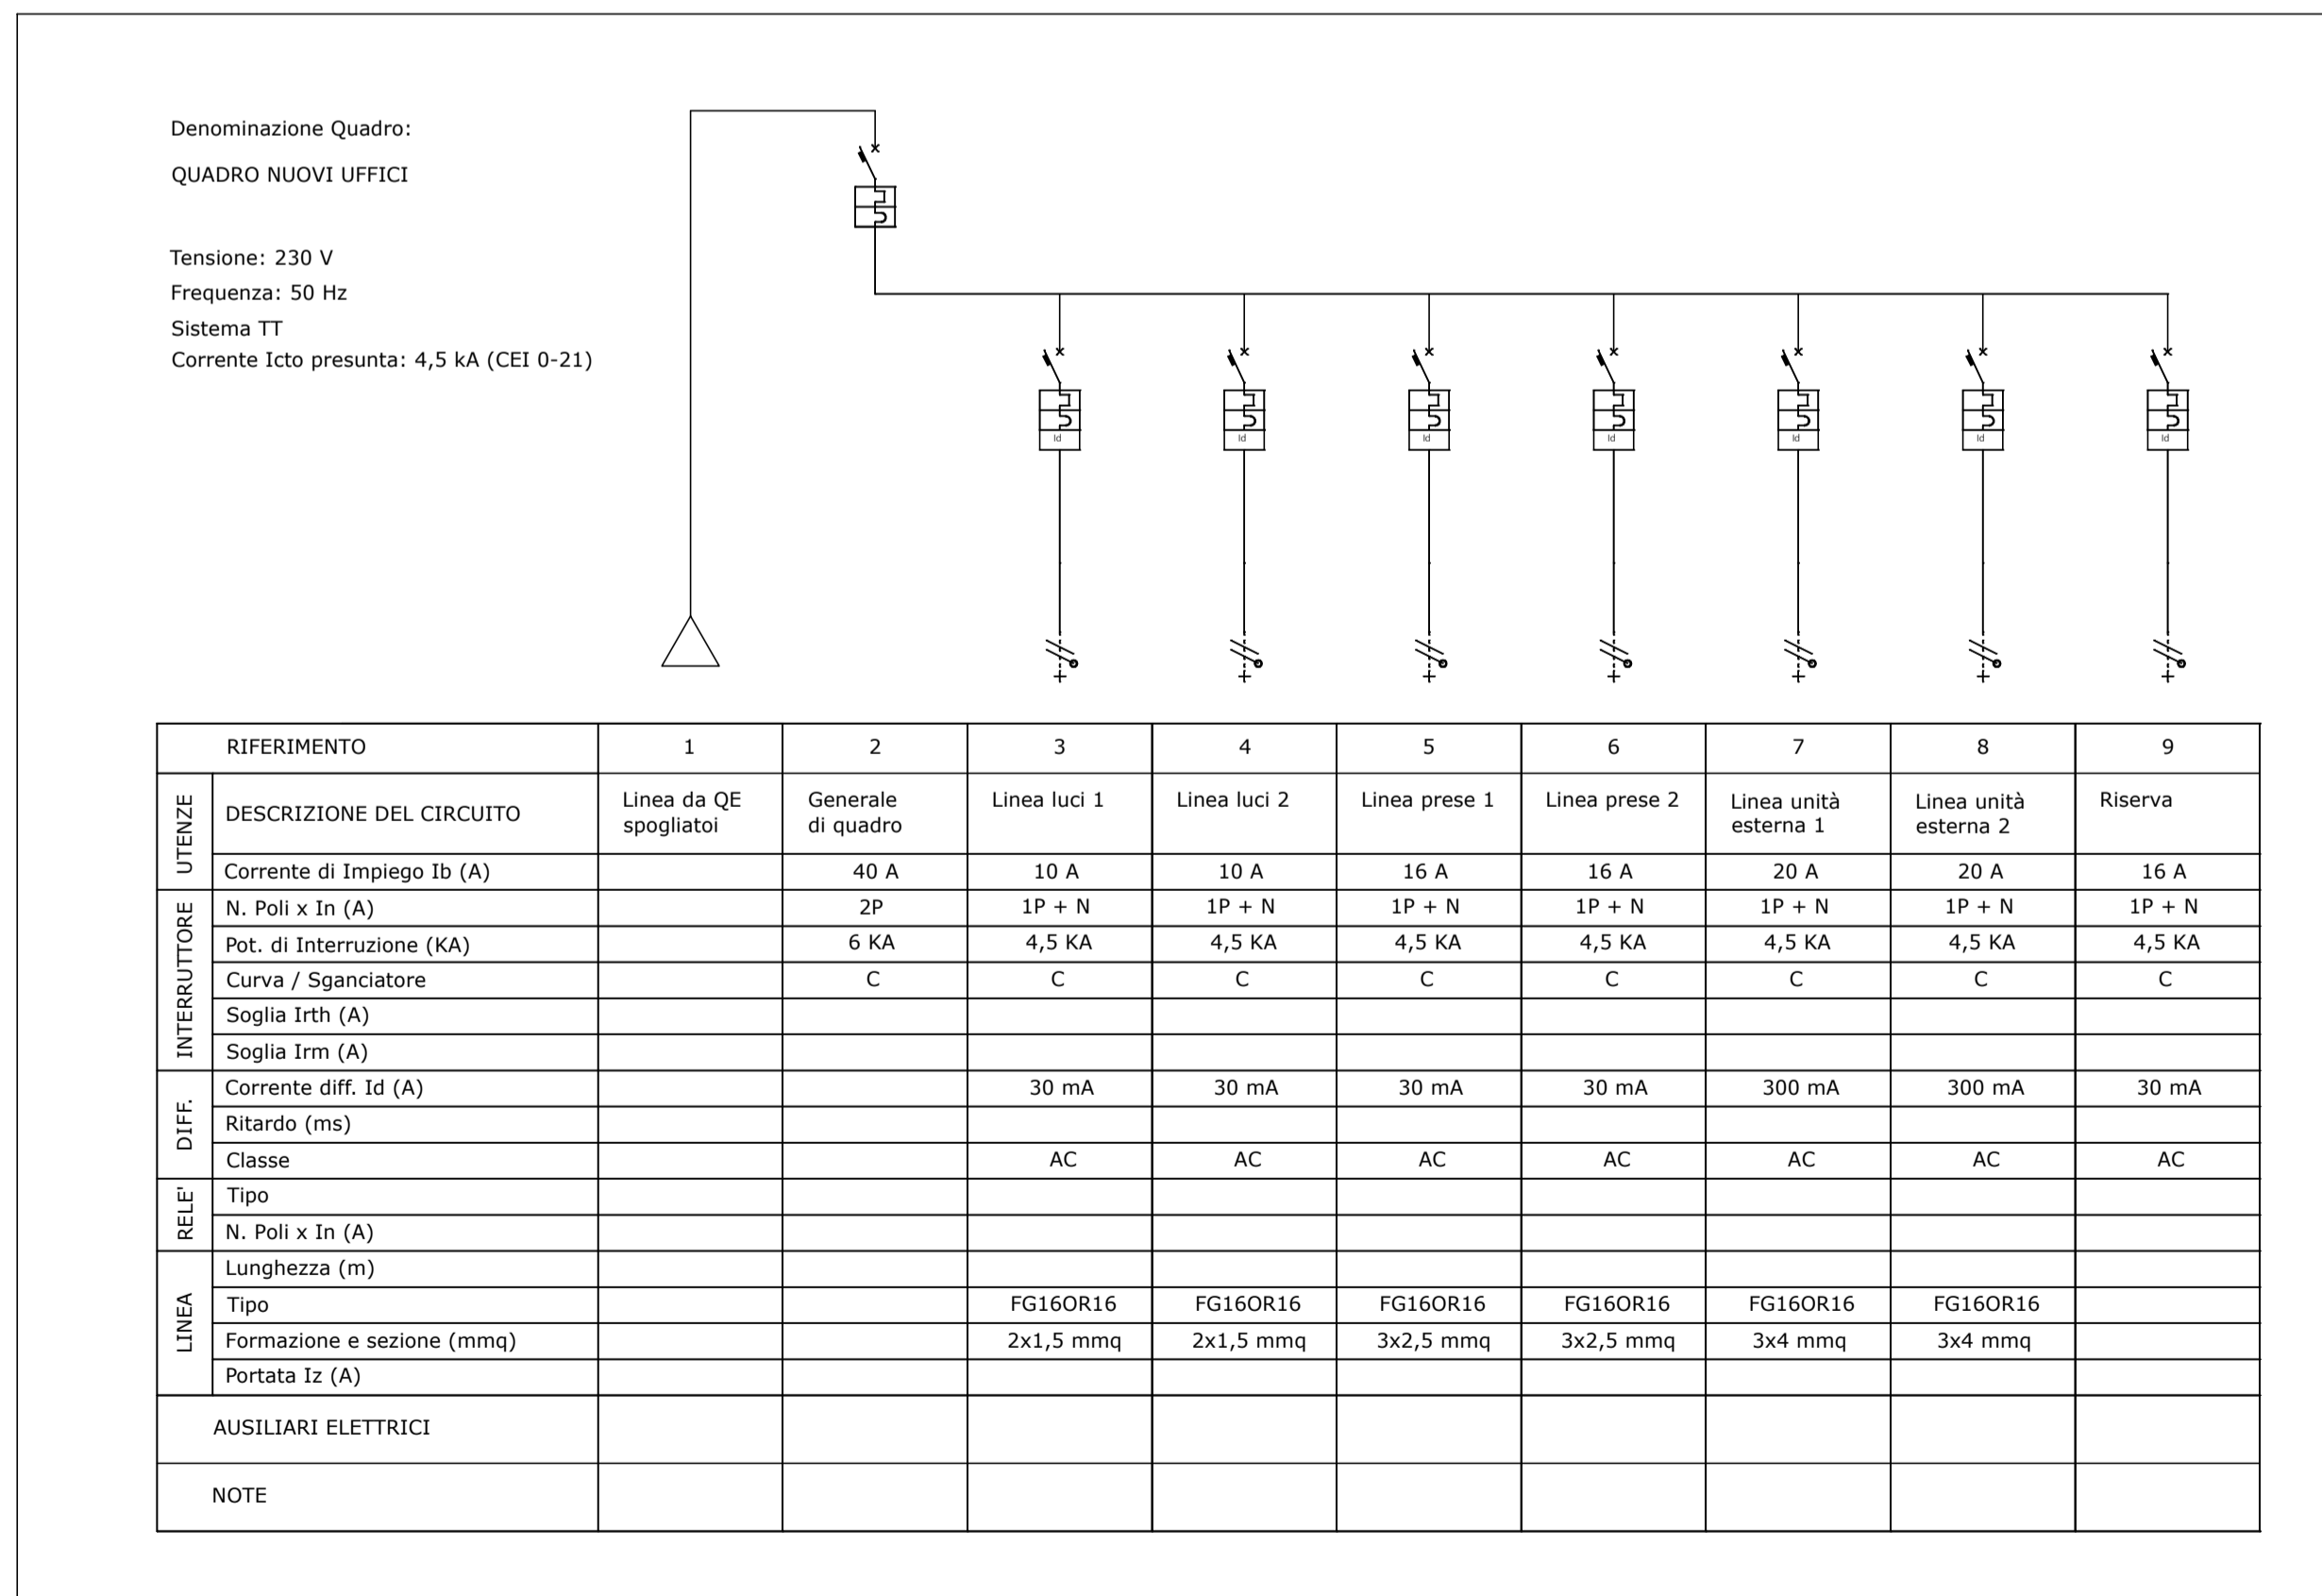 Denominazione Quadro:
QUADRO NUOVI UFFICI
Tensione: 230 V
Frequenza: 50 Hz
Sistema TT
Corrente Icto presunta: 4,5 kA (CEI 0-21)
Id Id Id Id Id Id Id
RIFERIMENTO 1 2 3 4 5 6 7 8 9
UTENZE
DESCRIZIONE DEL CIRCUITO
Linea da QE
spogliatoi
Generale
di quadro
Linea luci 1
Linea luci 2
Linea prese 1
Linea prese 2
Linea unità
esterna 1
Linea unità
esterna 2
Riserva
Corrente di Impiego Ib (A) 40 A 10 A 10 A 16 A 16 A 20 A 20 A 16 A
INTERRUTTORE
N. Poli x In (A) 2P 1P + N 1P + N 1P + N 1P + N 1P + N 1P + N 1P + N
Pot. di Interruzione (KA) 6 KA 4,5 KA 4,5 KA 4,5 KA 4,5 KA 4,5 KA 4,5 KA 4,5 KA
Curva / Sganciatore C C C C C C C C
Soglia Irth (A)
Soglia Irm (A)
DIFF.
Corrente diff. Id (A) 30 mA 30 mA 30 mA 30 mA 300 mA 300 mA 30 mA
Ritardo (ms)
Classe AC AC AC AC AC AC AC
RELE'
Tipo
N. Poli x In (A)
LINEA
Lunghezza (m)
Tipo FG16OR16 FG16OR16 FG16OR16 FG16OR16 FG16OR16 FG16OR16
Formazione e sezione (mmq) 2x1,5 mmq 2x1,5 mmq 3x2,5 mmq 3x2,5 mmq 3x4 mmq 3x4 mmq
Portata Iz (A)
AUSILIARI ELETTRICI
NOTE